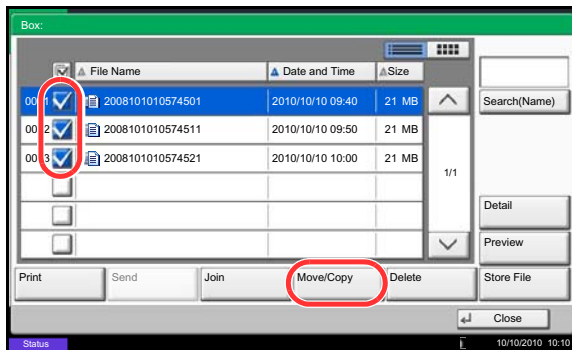 Box:
File Name Date and Time Size
0001 2008101010574501 2010/10/10 09:40 21 MB Search(Name)
0002 2008101010574511 2010/10/10 09:50 21 MB
0003 2008101010574521 2010/10/10 10:00 21 MB
1/1
Detail
Preview
Print Send Join Move/Copy Delete Store File
Close
Status 10/10/2010 10:10